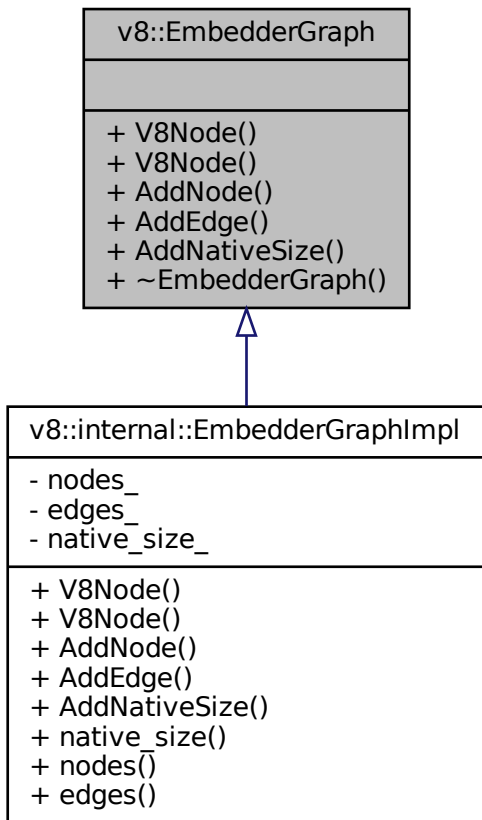 v8::EmbedderGraph
+ V8Node()
+ V8Node()
+ AddNode()
+ AddEdge()
+ AddNativeSize()
+ ~EmbedderGraph()
v8::internal::EmbedderGraphImpl
- nodes_
- edges_
- native_size_
+ V8Node()
+ V8Node()
+ AddNode()
+ AddEdge()
+ AddNativeSize()
+ native_size()
+ nodes()
+ edges()